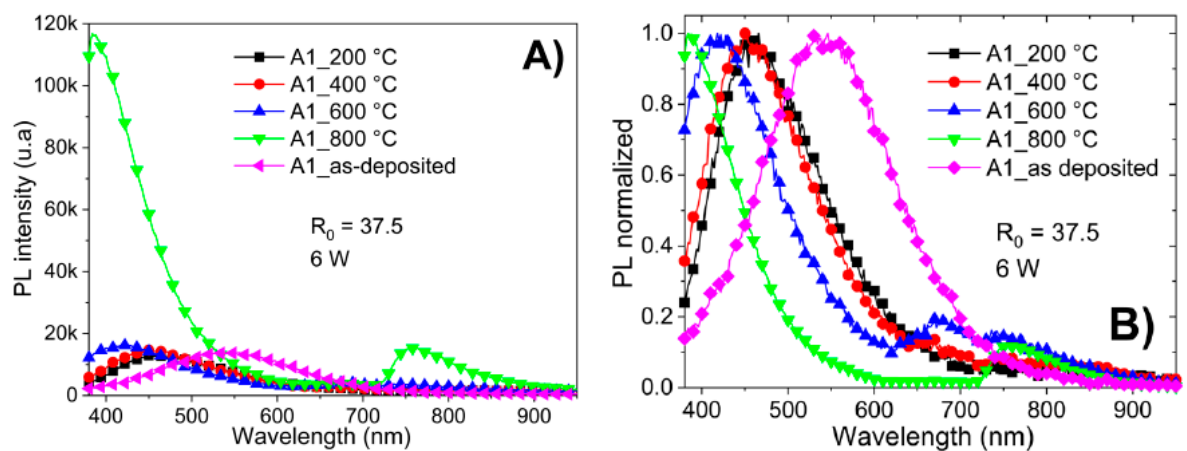 120k
100k
80k
60k
40k
20k
0
PL intensity (u.a)
400 500 600 700 800 900
Wavelength (nm)
A1_200 °C
A1_400 °C
A1_600 °C
A1_800 °C
A1_as-deposited
R0 = 37.5
6 W
A)
1.0
0.8
0.6
0.4
0.2
0.0
PL normalized
400 500 600 700 800 900
Wavelength (nm)
A1_200 °C
A1_400 °C
A1_600 °C
A1_800 °C
A1_as deposited
R0 = 37.5
6 W
B)